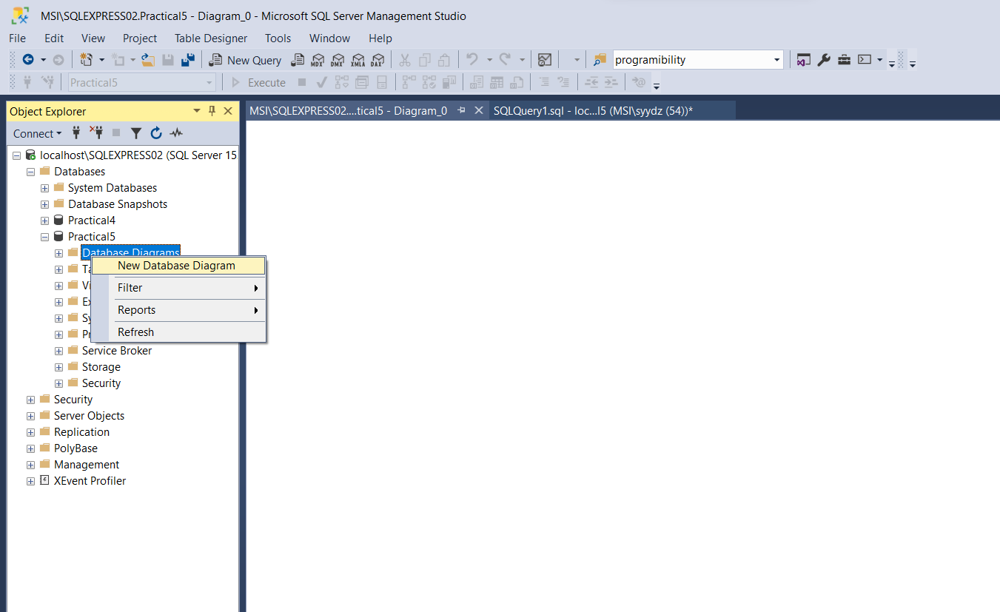 MSI\SQLEXPRESS02.Practical5 - Diagram_0 - Microsoft SQL Server Management Studio
File Edit View Project Table Designer Tools Window Help
New Query MDX DMX XMLA DAX programibility
Practical5 Execute
Object Explorer
MSI\SQLEXPRESS02....tical5 - Diagram_0 SQLQuery1.sql - loc...l5 (MSI\syydz (54))*
Connect
localhost\SQLEXPRESS02 (SQL Server 15
Databases
System Databases
Database Snapshots
Practical4
Practical5
Database Diagrams
New Database Diagram
Ta
Vi
Filter
Ex
Reports
Sy
Pr
Refresh
Service Broker
Storage
Security
Security
Server Objects
Replication
PolyBase
Management
XEvent Profiler